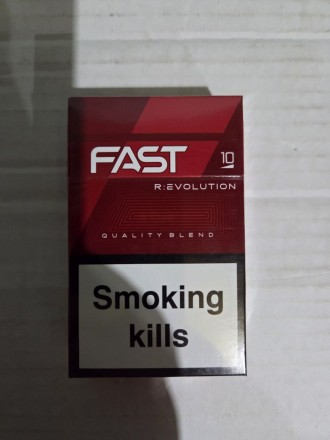 FAST
10
R:EVOLUTION
QUALITY BLEND
Smoking
kills